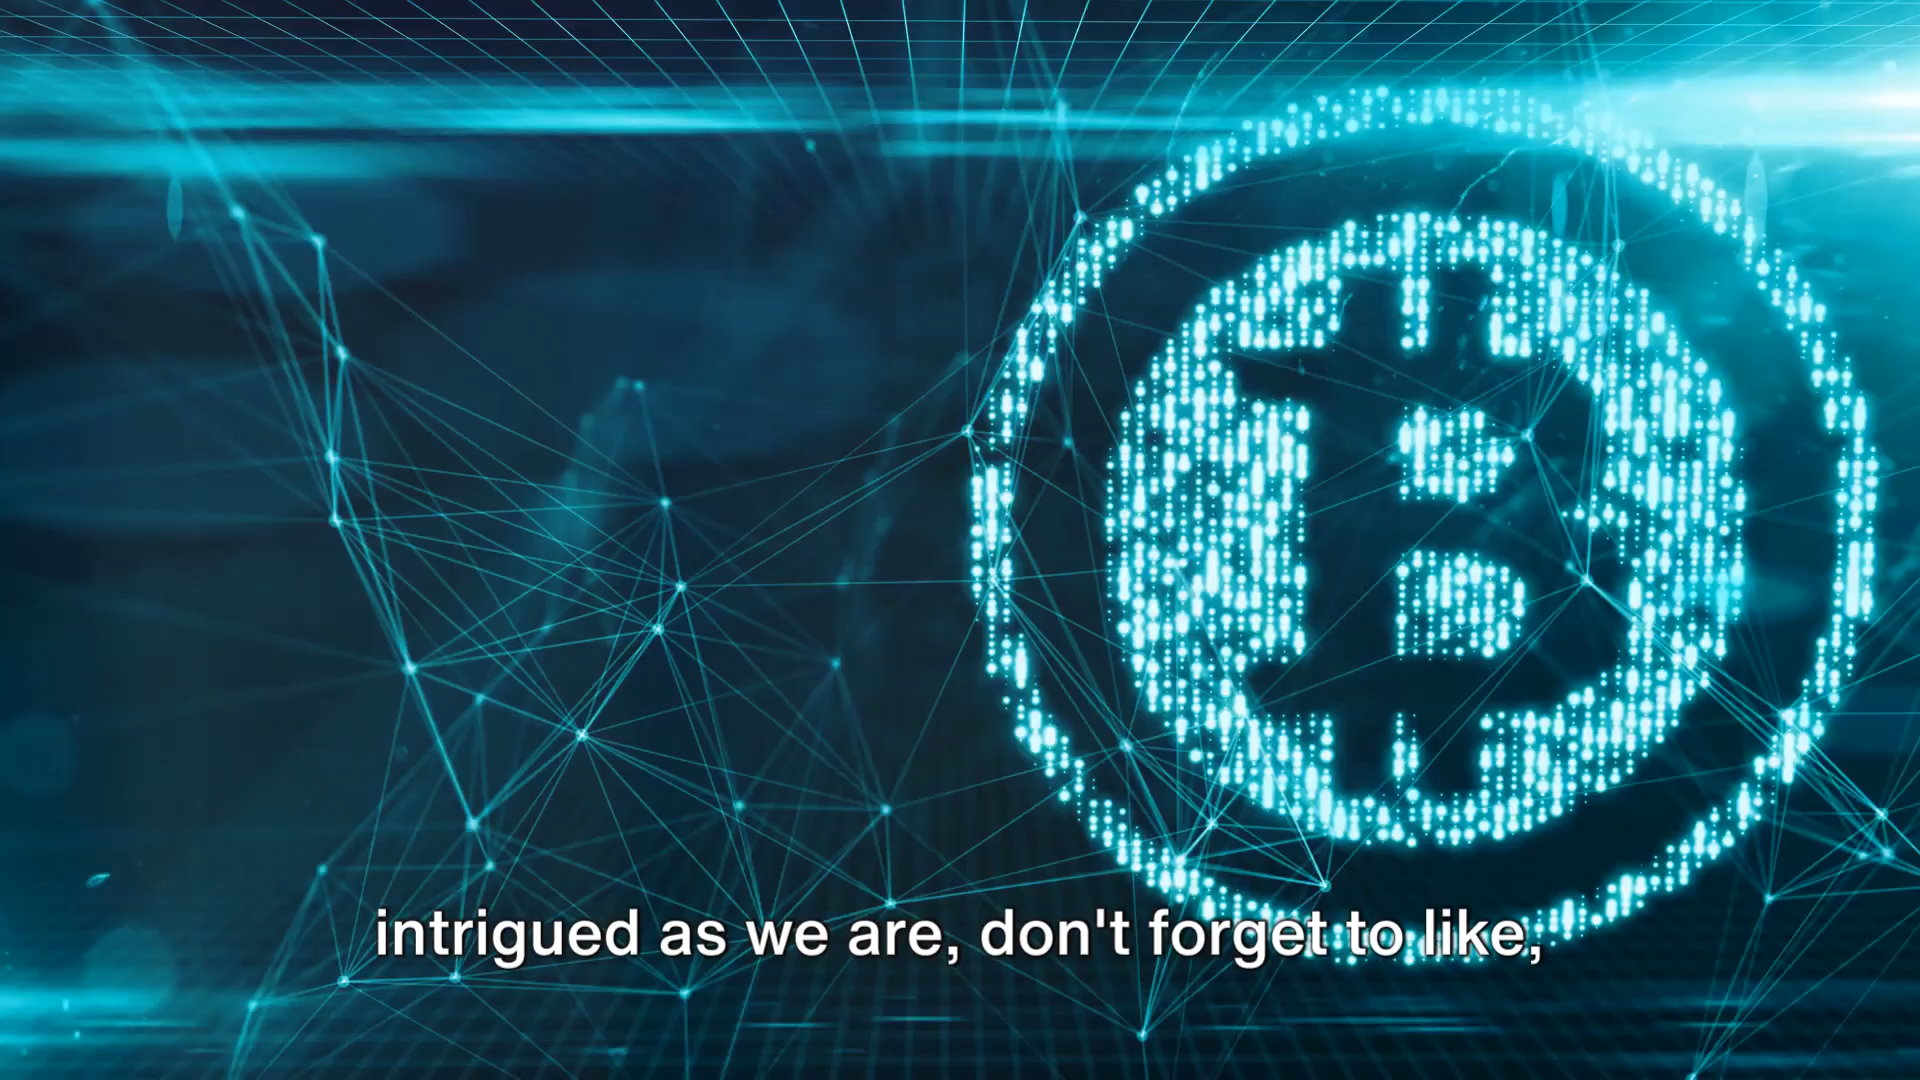 intrigued as we are, don't forget to like,